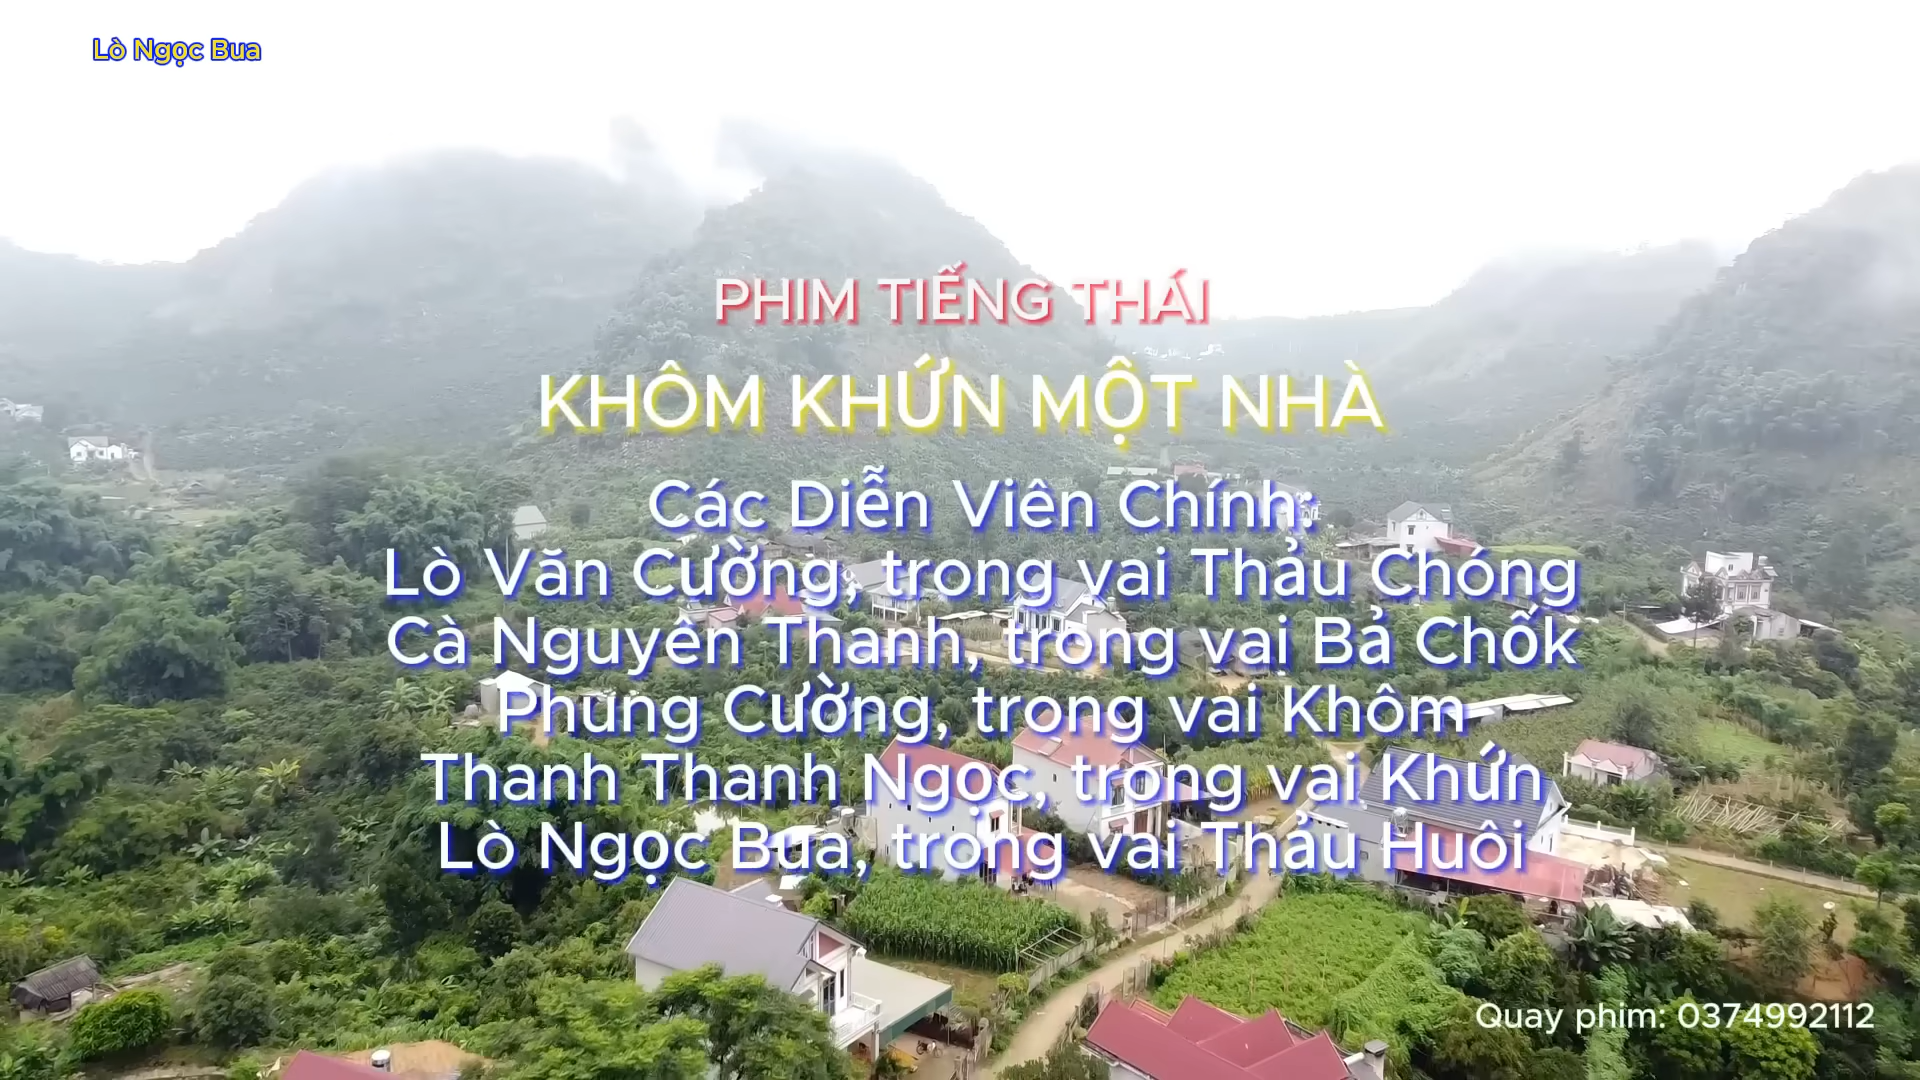 Lò Ngọc Bua
PHIM TIẾNG THÁI
KHÔM KHỨN MỘT NHÀ
Các Diễn Viên Chính:
Lò Văn Cường, trong vai Thảu Chóng
Cà Nguyên Thanh, trong vai Bả Chốk
Phung Cường, trong vai Khôm
Thanh Thanh Ngọc, trong vai Khứn
Lò Ngọc Bua, trong vai Thảu Huôi
Quay phim: 0374992112